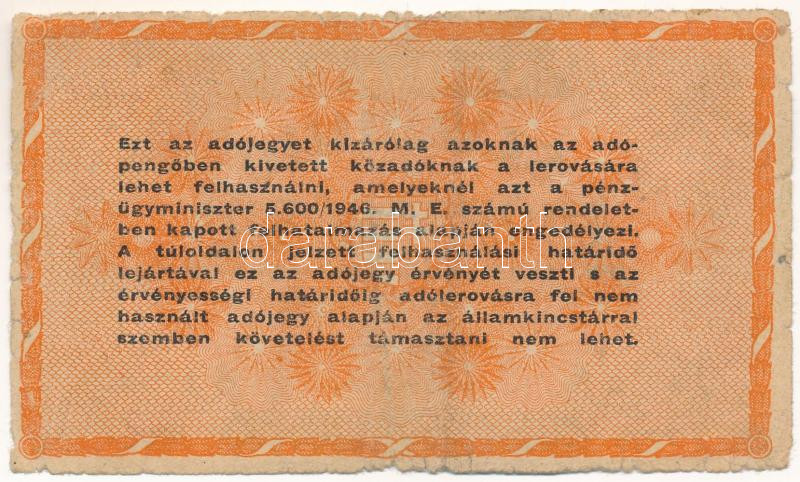 Ezt az adójegyet kizárólag azoknak az adó-
pengőben kivetett közadóknak a lerovására
lehet felhasználni, amelyeknél azt a pénz-
ügyminiszter 5.600/1946. M. E. számú rendelet-
ben kapott felhatalmazás alapján engedélyezi.
A túloldalon jelzett felhasználási határidő
lejártával ez az adójegy érvényét veszti s az
érvényességi határidőig adólerovásra fel nem
használt adójegy alapján az államkincstárral
szemben követelést támasztani nem lehet.
darabanth